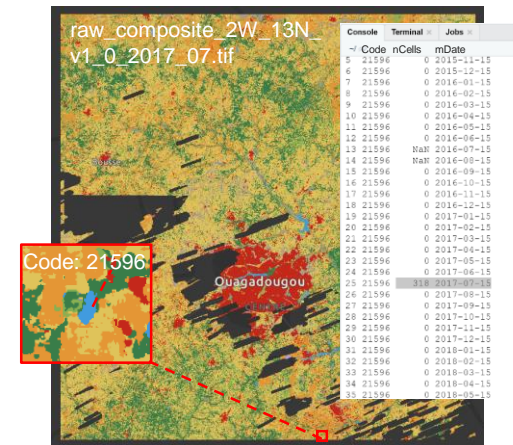 raw_composite_2W_13N_
v1_0_2017_07.tif
Console Terminal × Jobs ×
~/ Code nCells mDate
5 21596 0 2015-11-15
6 21596 0 2015-12-15
7 21596 0 2016-01-15
8 21596 0 2016-02-15
9 21596 0 2016-03-15
10 21596 0 2016-04-15
11 21596 0 2016-05-15
12 21596 0 2016-06-15
13 21596 NaN 2016-07-15
14 21596 NaN 2016-08-15
15 21596 0 2016-09-15
16 21596 0 2016-10-15
17 21596 0 2016-11-15
18 21596 0 2016-12-15
19 21596 0 2017-01-15
20 21596 0 2017-02-15
21 21596 0 2017-03-15
22 21596 0 2017-04-15
23 21596 0 2017-05-15
24 21596 0 2017-06-15
25 21596 318 2017-07-15
26 21596 0 2017-08-15
27 21596 0 2017-09-15
28 21596 0 2017-10-15
29 21596 0 2017-11-15
30 21596 0 2017-12-15
31 21596 0 2018-01-15
32 21596 0 2018-02-15
33 21596 0 2018-03-15
34 21596 0 2018-04-15
35 21596 0 2018-05-15
Code: 21596
Ouagadougou